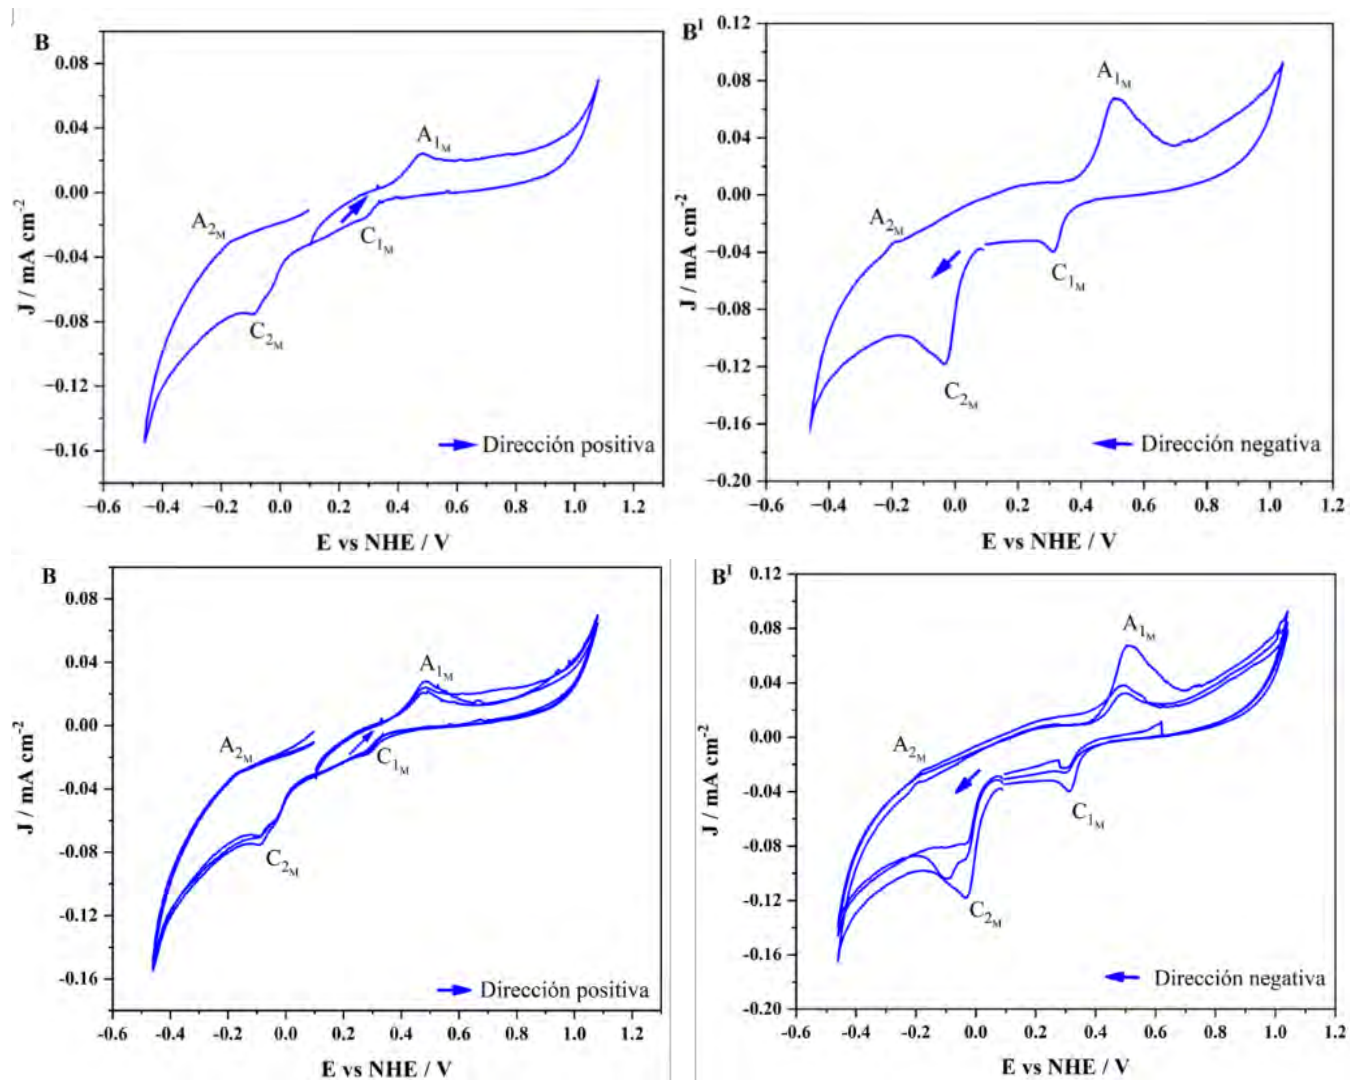 B
0.08
0.04
0.00
−0.04
−0.08
−0.12
−0.16
J / mA cm-2
A1M
A2M
C1M
C2M
Dirección positiva
−0.6 −0.4 −0.2 0.0 0.2 0.4 0.6 0.8 1.0
E vs NHE / V
BI
0.12
0.08
0.04
0.00
−0.04
−0.08
−0.12
−0.16
−0.20
J / mA cm-2
A1M
A2M
C1M
C2M
Dirección negativa
−0.6 −0.4 −0.2 0.0 0.2 0.4 0.6 0.8 1.0 1.2
E vs NHE / V
B
0.08
0.04
0.00
-0.04
-0.08
-0.12
-0.16
J / mA cm-2
A1M
A2M
C1M
C2M
Dirección positiva
-0.6 -0.4 -0.2 0.0 0.2 0.4 0.6 0.8 1.0 1.2
E vs NHE / V
BI
0.12
0.08
0.04
0.00
-0.04
-0.08
-0.12
-0.16
-0.20
J / mA cm-2
A1M
A2M
C1M
C2M
Dirección negativa
-0.6 -0.4 -0.2 0.0 0.2 0.4 0.6 0.8 1.0 1.2
E vs NHE / V